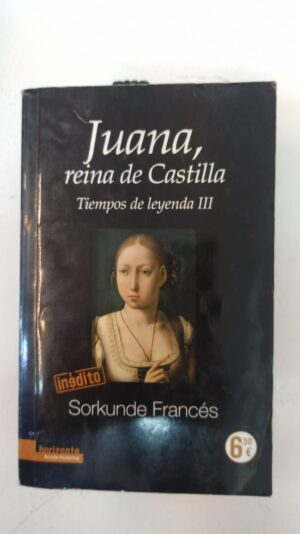 Juana,
reina de Castilla
Tiempos de leyenda III
inédito
Sorkunde Francés
horizonte
6,50 €